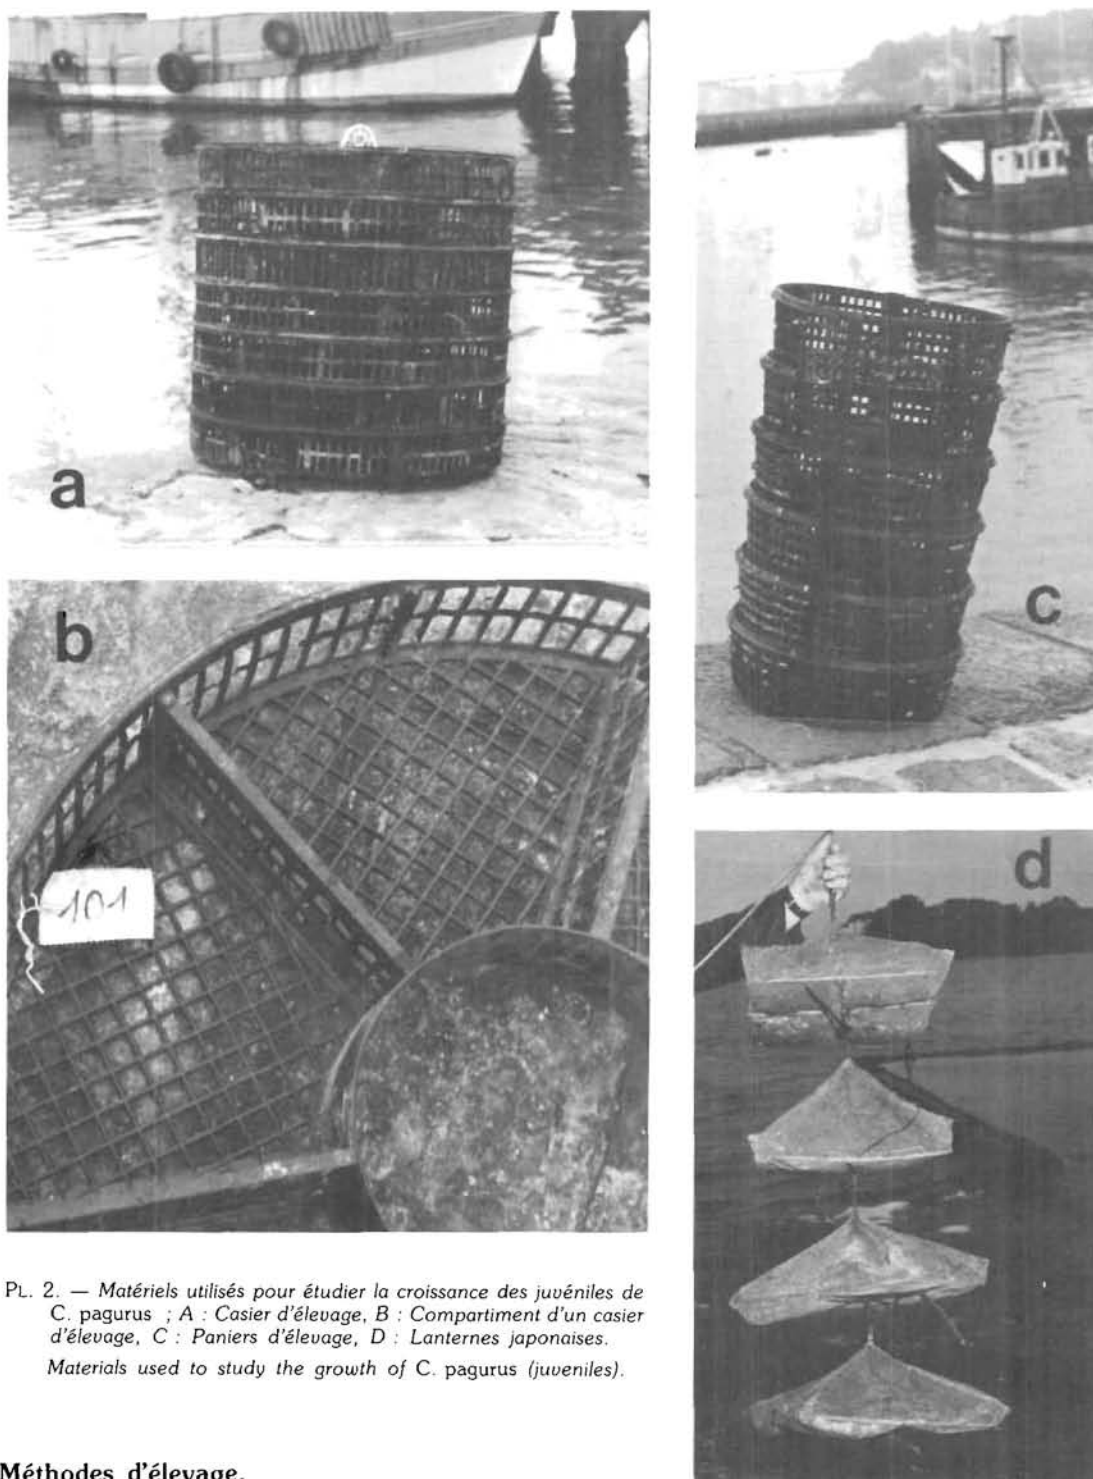 a
b
101
c
d
PL. 2. — Matériels utilisés pour étudier la croissance des juvéniles de
C. pagurus ; A : Casier d'élevage, B : Compartiment d'un casier
d'élevage, C : Paniers d'élevage, D : Lanternes japonaises.
Materials used to study the growth of C. pagurus (juveniles).
Méthodes d'élevage.